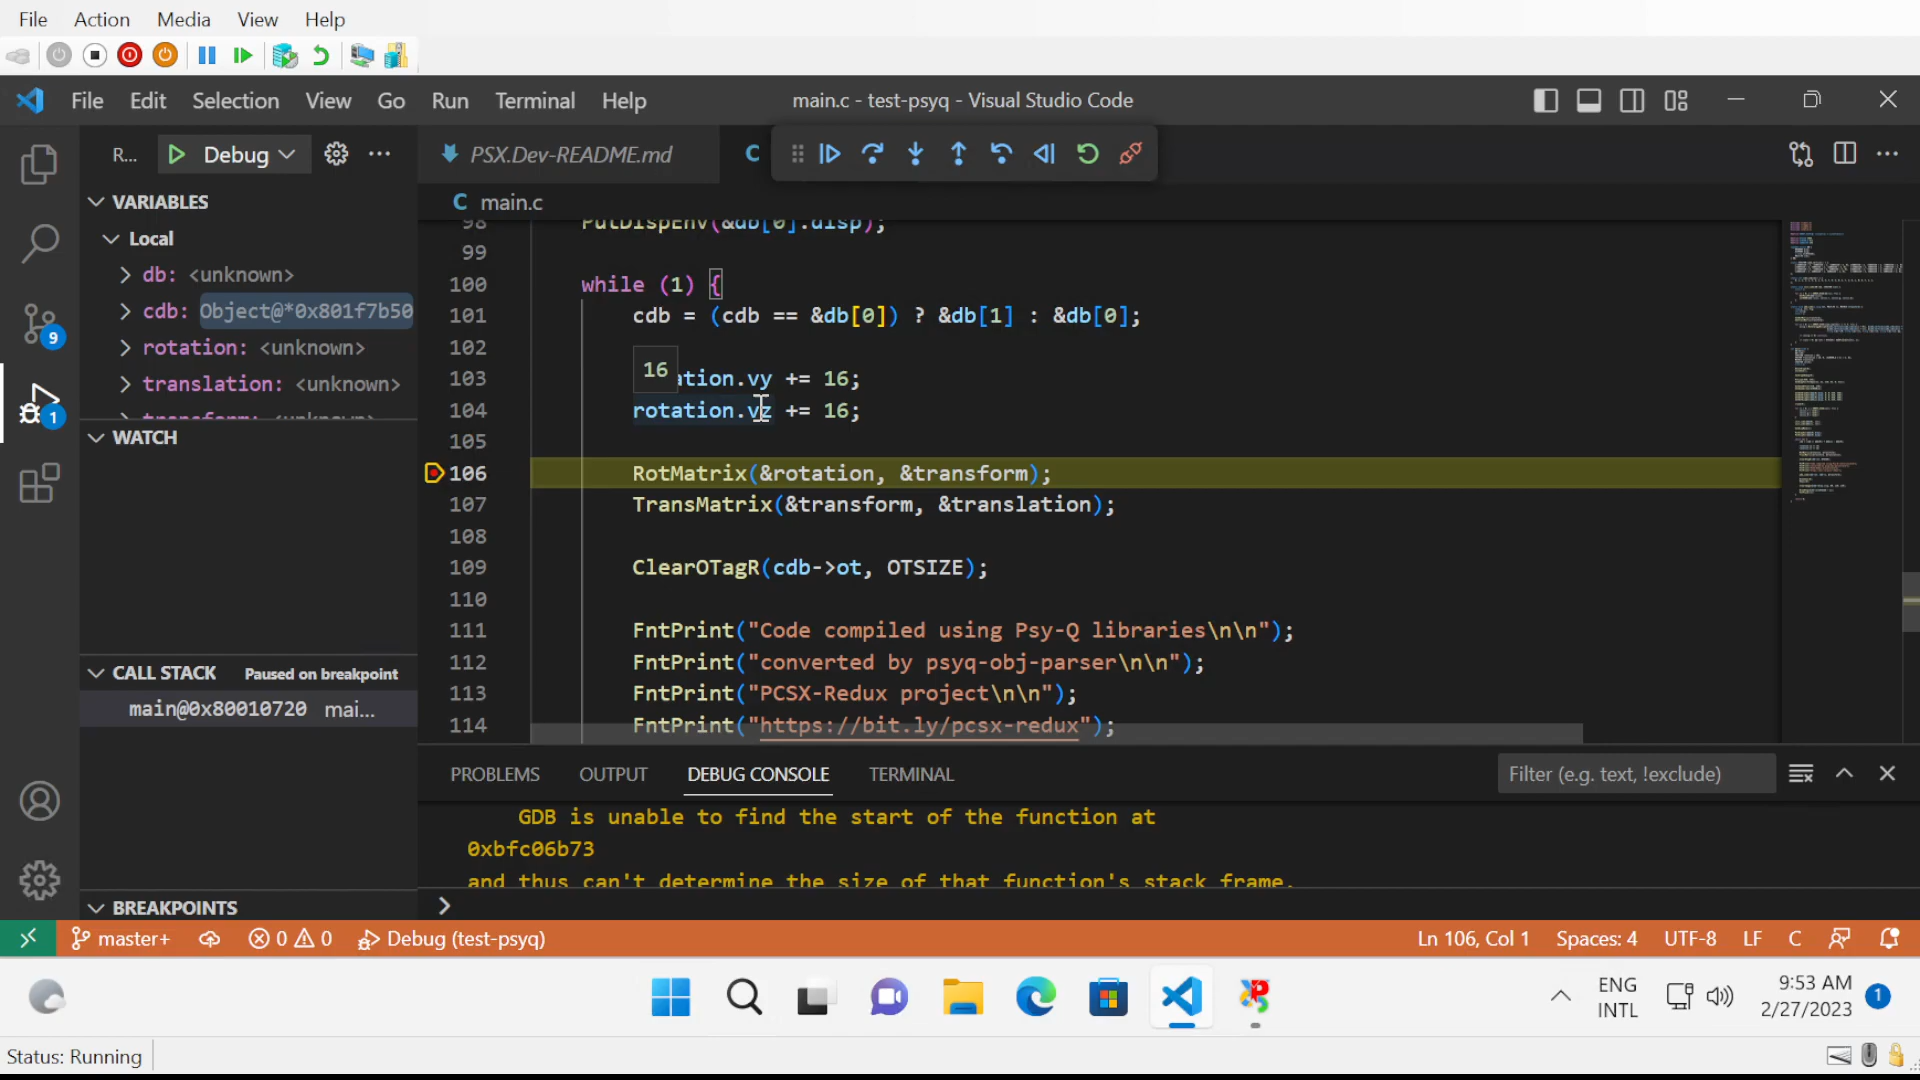 File Action Media View Help
File Edit Selection View Go Run Terminal Help
main.c - test-psyq - Visual Studio Code
R... Debug
PSX.Dev-README.md
C
C main.c
VARIABLES
Local
db: <unknown>
cdb: Object@*0x801f7b50
rotation: <unknown>
translation: <unknown>
WATCH
CALL STACK Paused on breakpoint
main@0x80010720 mai...
BREAKPOINTS
98 PutDispEnv(&db[0].disp);
99
100 while (1) {
101 cdb = (cdb == &db[0]) ? &db[1] : &db[0];
102
16
103 ation.vy += 16;
104 rotation.vz += 16;
105
106 RotMatrix(&rotation, &transform);
107 TransMatrix(&transform, &translation);
108
109 ClearOTagR(cdb->ot, OTSIZE);
110
111 FntPrint("Code compiled using Psy-Q libraries\n\n");
112 FntPrint("converted by psyq-obj-parser\n\n");
113 FntPrint("PCSX-Redux project\n\n");
114 FntPrint("https://bit.ly/pcsx-redux");
PROBLEMS OUTPUT DEBUG CONSOLE TERMINAL
Filter (e.g. text, !exclude)
GDB is unable to find the start of the function at
0xbfc06b73
and thus can't determine the size of that function's stack frame.
9
1
master+ 0 0 Debug (test-psyq)
Ln 106, Col 1 Spaces: 4 UTF-8 LF C
ENG
INTL
9:53 AM
2/27/2023
1
Status: Running